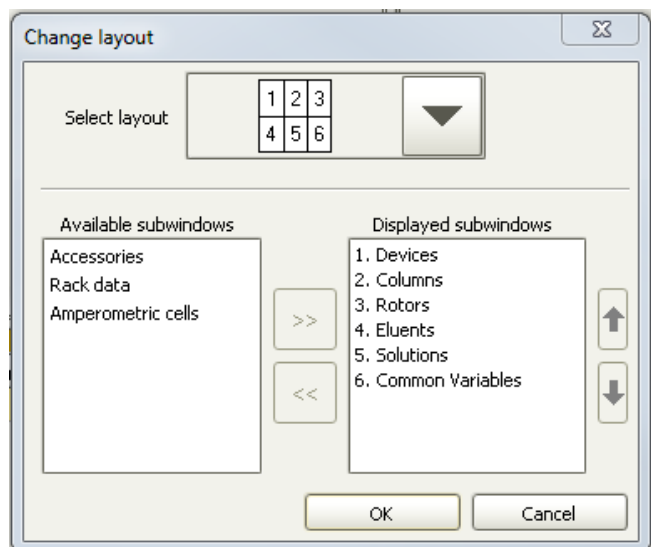 Change layout
Select layout
1 2 3
4 5 6
Available subwindows
Accessories
Rack data
Amperometric cells
>>
<<
Displayed subwindows
1. Devices
2. Columns
3. Rotors
4. Eluents
5. Solutions
6. Common Variables
OK
Cancel